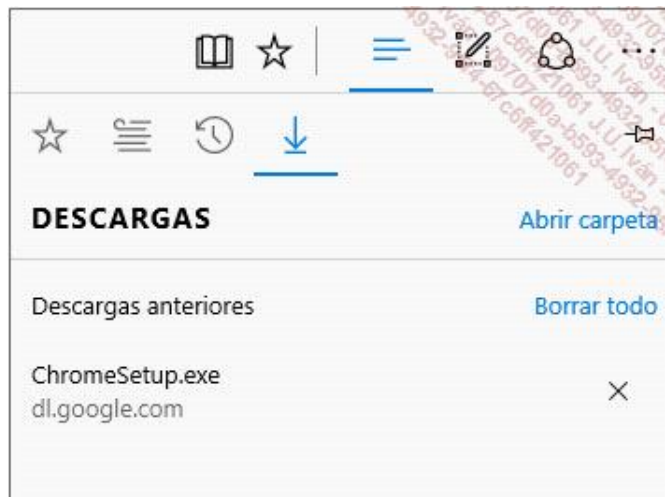 DESCARGAS
Abrir carpeta
Descargas anteriores
Borrar todo
ChromeSetup.exe
dl.google.com